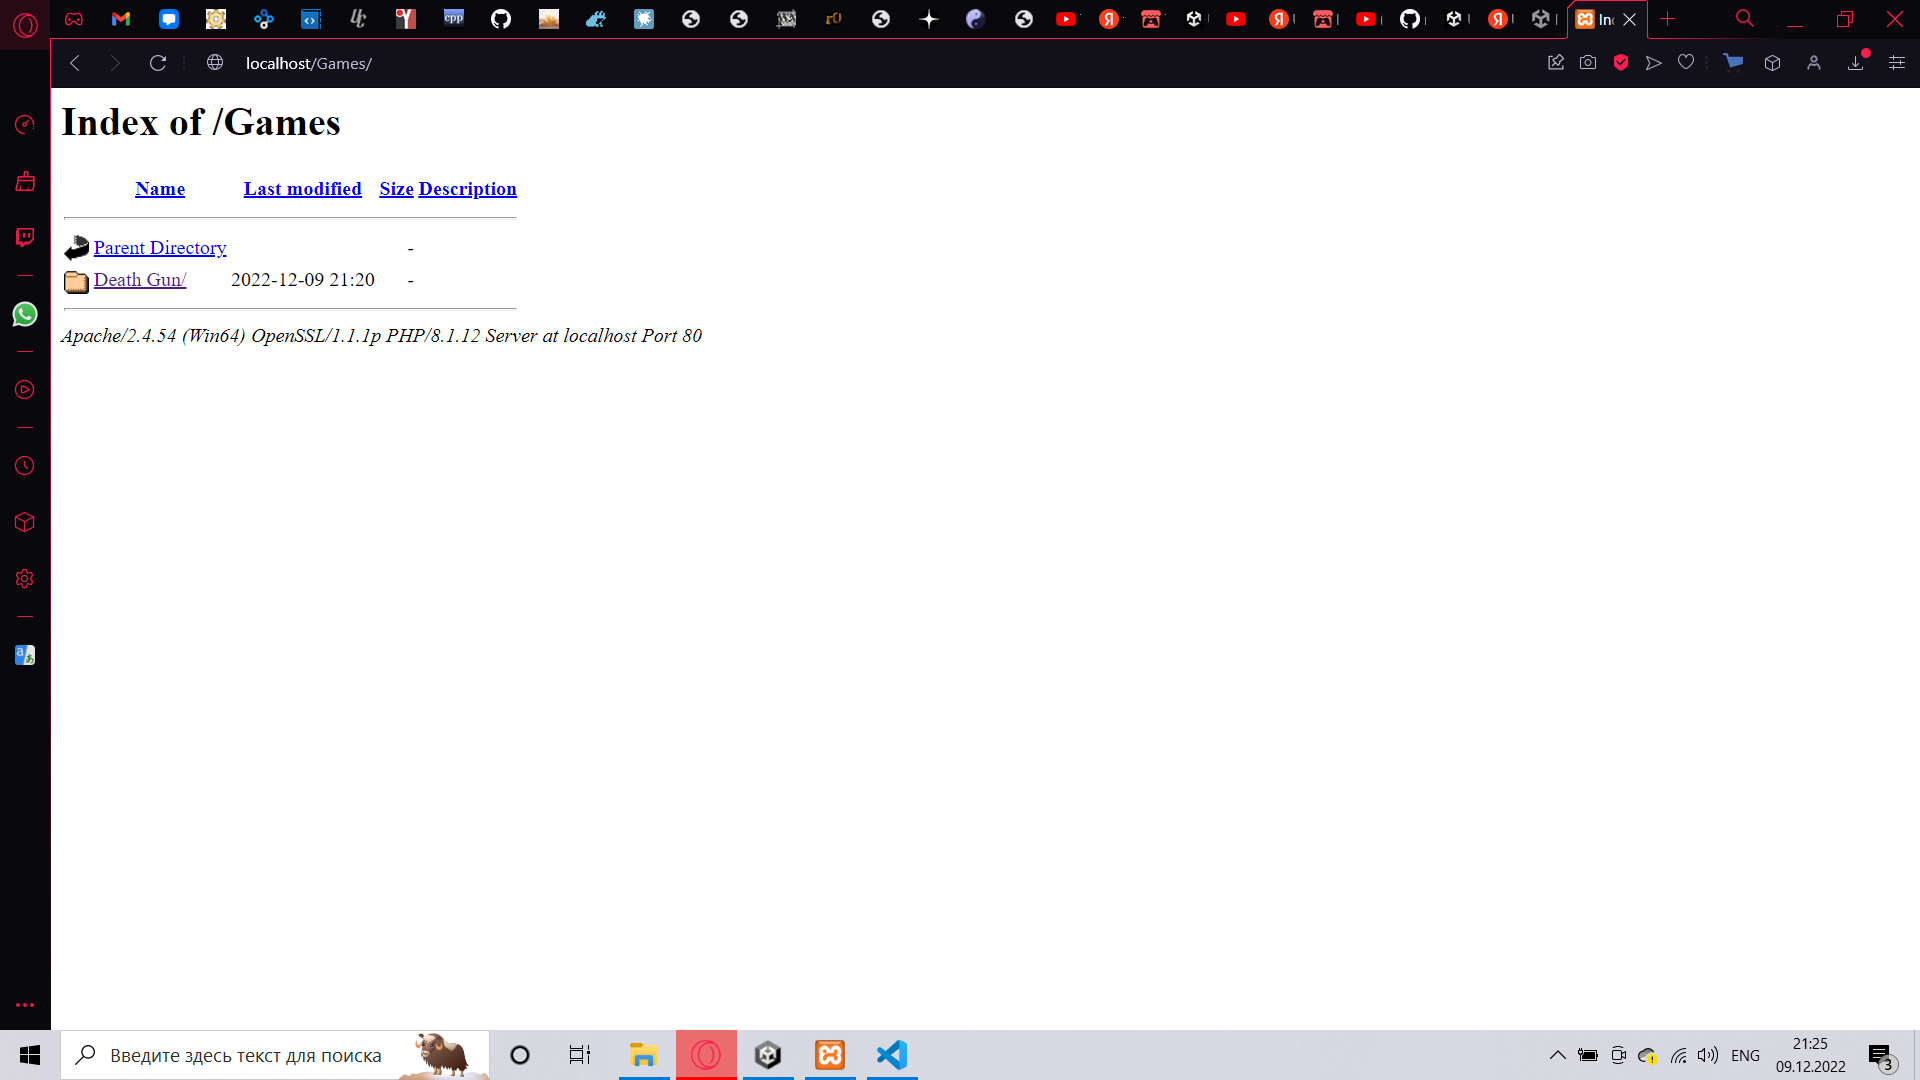 In
localhost/Games/
Index of /Games
Name Last modified Size Description
Parent Directory -
Death Gun/ 2022-12-09 21:20 -
Apache/2.4.54 (Win64) OpenSSL/1.1.1p PHP/8.1.12 Server at localhost Port 80
Введите здесь текст для поиска
ENG
21:25
09.12.2022
3